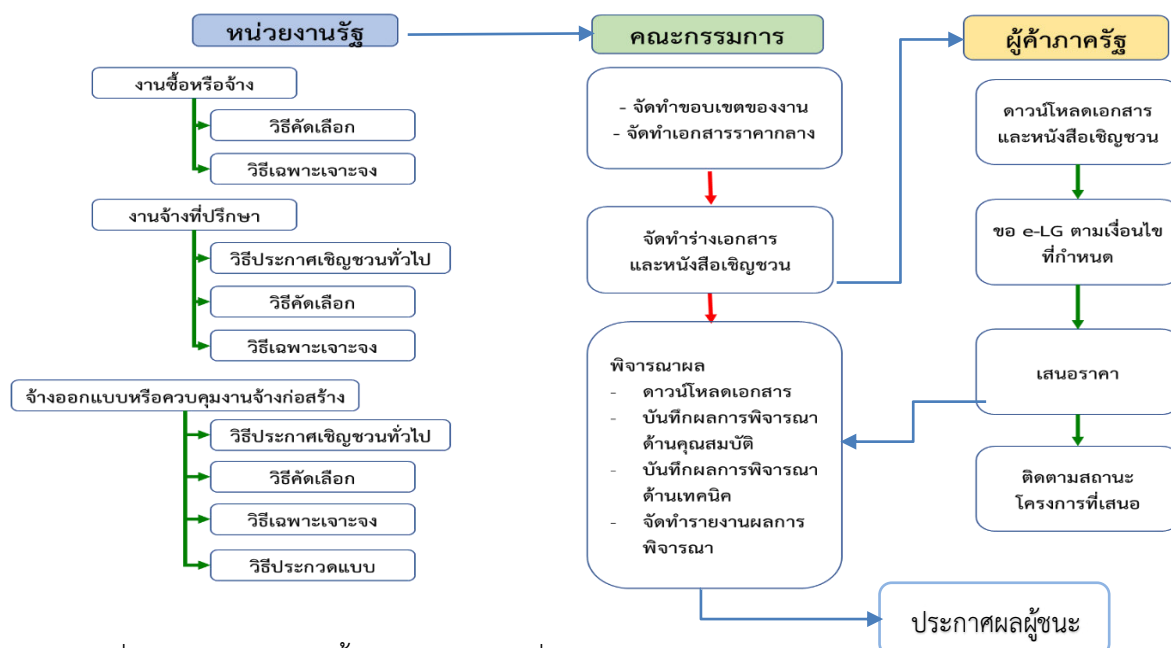 หน่วยงานรัฐ
งานซื้อหรือจ้าง
วิธีคัดเลือก
วิธีเฉพาะเจาะจง
งานจ้างที่ปรึกษา
วิธีประกาศเชิญชวนทั่วไป
วิธีคัดเลือก
วิธีเฉพาะเจาะจง
จ้างออกแบบหรือควบคุมงานจ้างก่อสร้าง
วิธีประกาศเชิญชวนทั่วไป
วิธีคัดเลือก
วิธีเฉพาะเจาะจง
วิธีประกวดแบบ
คณะกรรมการ
- จัดทำขอบเขตของงาน
- จัดทำเอกสารราคากลาง
จัดทำร่างเอกสาร
และหนังสือเชิญชวน
พิจารณาผล
- ดาวน์โหลดเอกสาร
- บันทึกผลการพิจารณา
ด้านคุณสมบัติ
- บันทึกผลการพิจารณา
ด้านเทคนิค
- จัดทำรายงานผลการ
พิจารณา
ผู้ค้าภาครัฐ
ดาวน์โหลดเอกสาร
และหนังสือเชิญชวน
ขอ e-LG ตามเงื่อนไข
ที่กำหนด
เสนอราคา
ติดตามสถานะ
โครงการที่เสนอ
ประกาศผลผู้ชนะ